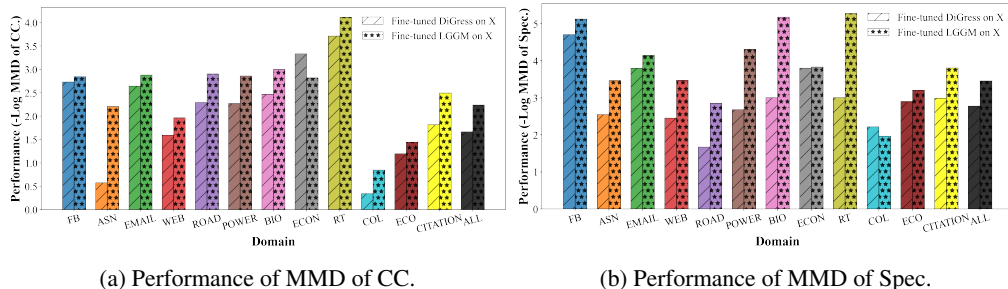 Performance (-Log MMD of CC.)
4.0
3.5
3.0
2.5
2.0
1.5
1.0
0.5
0.0
Fine-tuned DiGress on X
Fine-tuned LGGM on X
FB ASN EMAIL WEB ROAD POWER BIO ECON RT COL ECO CITATION ALL
Domain
(a) Performance of MMD of CC.
Performance (-Log MMD of Spec.)
5
4
3
2
1
0
Fine-tuned DiGress on X
Fine-tuned LGGM on X
FB ASN EMAIL WEB ROAD POWER BIO ECON RT COL ECO CITATION ALL
Domain
(b) Performance of MMD of Spec.